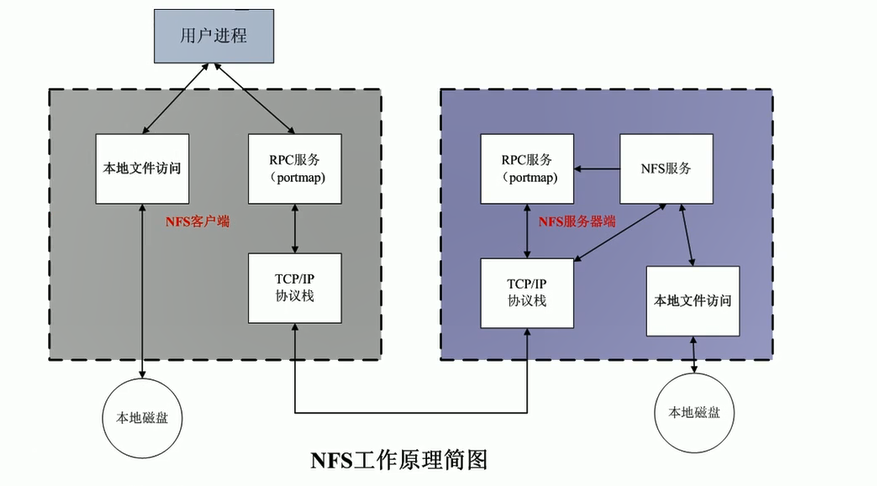 用户进程
本地文件访问
RPC服务
（portmap)
NFS客户端
TCP/IP
协议栈
本地磁盘
RPC服务
（portmap)
NFS服务
NFS服务器端
TCP/IP
协议栈
本地文件访问
本地磁盘
NFS工作原理简图